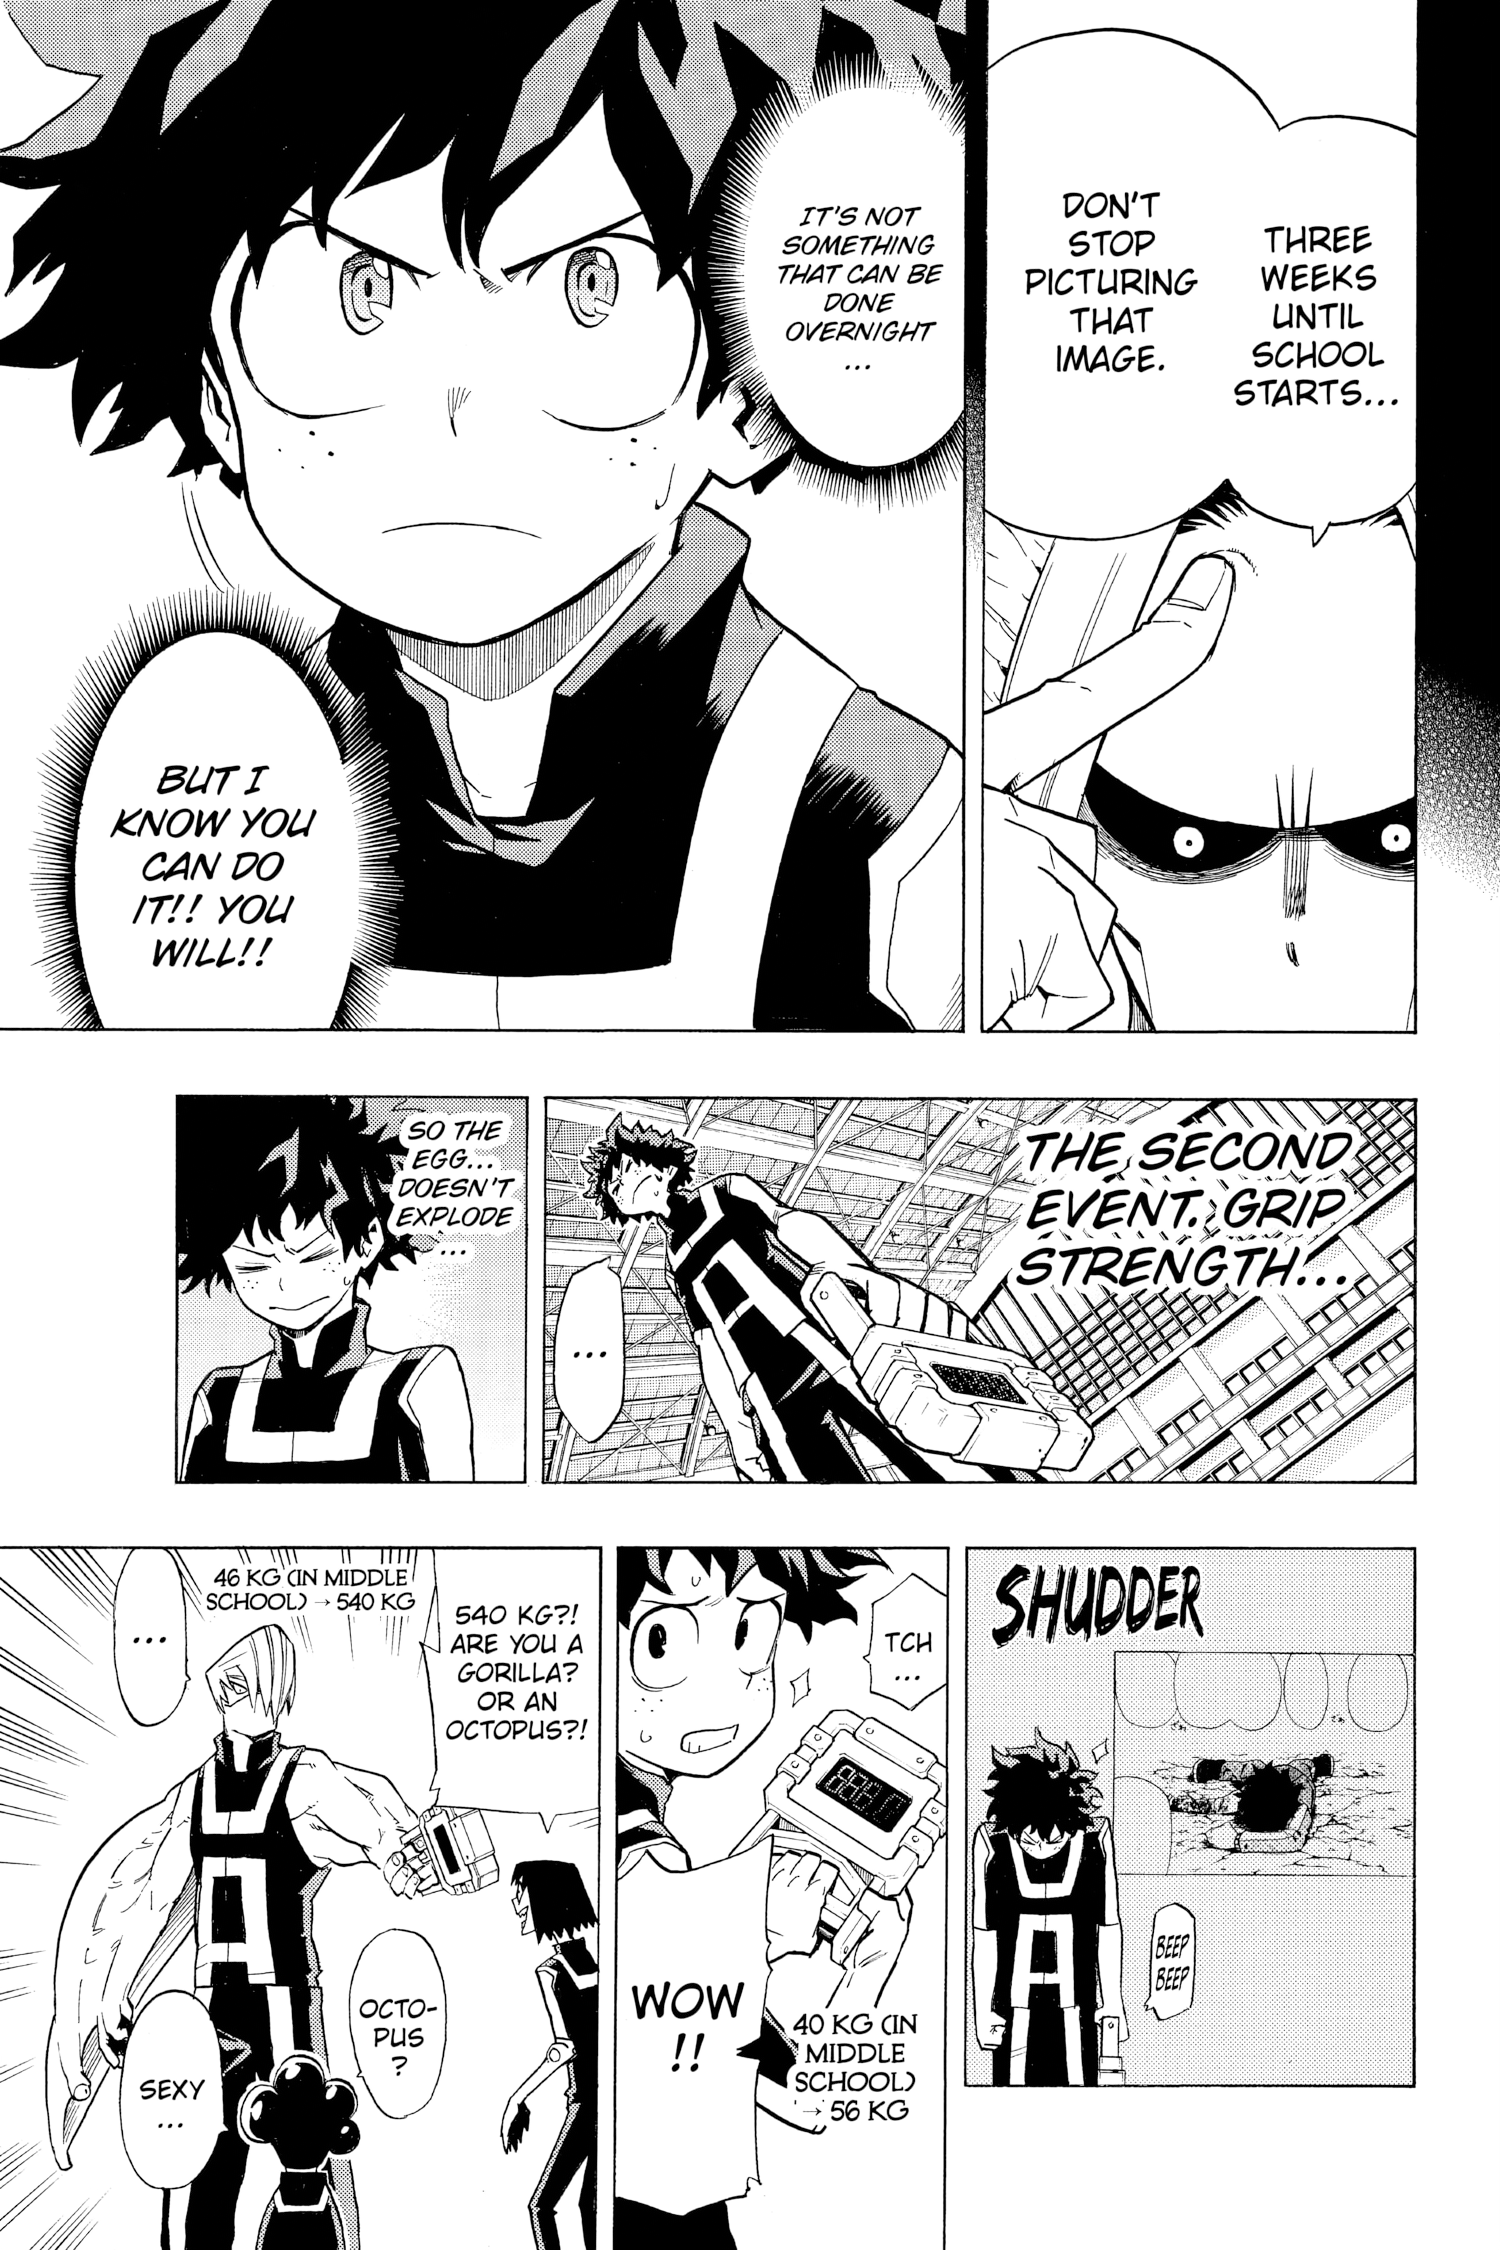 THREE
WEEKS
UNTIL
SCHOOL
STARTS...
DON'T
STOP
PICTURING
THAT
IMAGE.
IT'S NOT
SOMETHING
THAT CAN BE
DONE
OVERNIGHT
...
BUT I
KNOW YOU
CAN DO
IT!! YOU
WILL!!
THE SECOND
EVENT. GRIP
STRENGTH...
...
SO THE
EGG...
DOESN'T
EXPLODE
...
SHUDDER
BEEP
BEEP
TCH
...
WOW
!!
40 KG (IN
MIDDLE
SCHOOL)
→ 56 KG
540 KG?!
ARE YOU A
GORILLA?
OR AN
OCTOPUS?!
46 KG (IN MIDDLE
SCHOOL) → 540 KG
...
OCTO-
PUS
?
SEXY
...